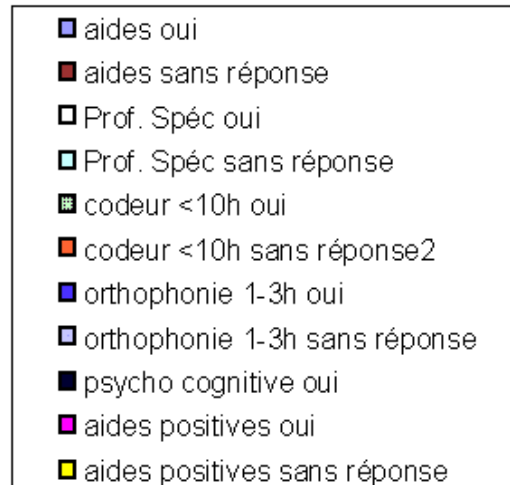 aides oui
aides sans réponse
Prof. Spéc oui
Prof. Spéc sans réponse
codeur <10h oui
codeur <10h sans réponse2
orthophonie 1-3h oui
orthophonie 1-3h sans réponse
psycho cognitive oui
aides positives oui
aides positives sans réponse